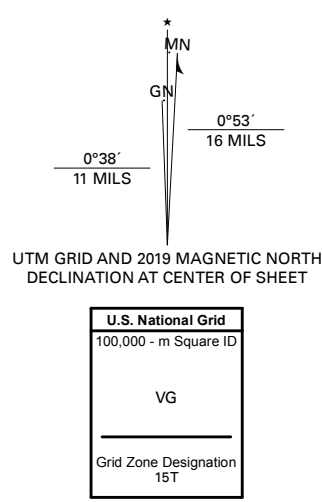 ★
MN
GN
0°53´
16 MILS
0°38´
11 MILS
UTM GRID AND 2019 MAGNETIC NORTH
DECLINATION AT CENTER OF SHEET
U.S. National Grid
100,000 - m Square ID
VG
Grid Zone Designation
15T